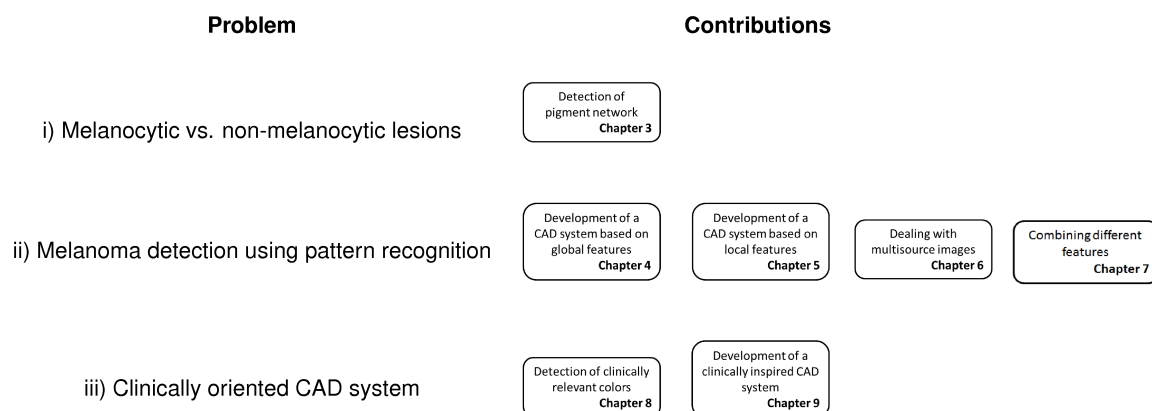 Problem
Contributions
i) Melanocytic vs. non-melanocytic lesions
Detection of
pigment network
Chapter 3
ii) Melanoma detection using pattern recognition
Development of a
CAD system based on
global features
Chapter 4
Development of a
CAD system based on
local features
Chapter 5
Dealing with
multisource images
Chapter 6
Combining different
features
Chapter 7
iii) Clinically oriented CAD system
Detection of clinically
relevant colors
Chapter 8
Development of a
clinically inspired CAD
system
Chapter 9